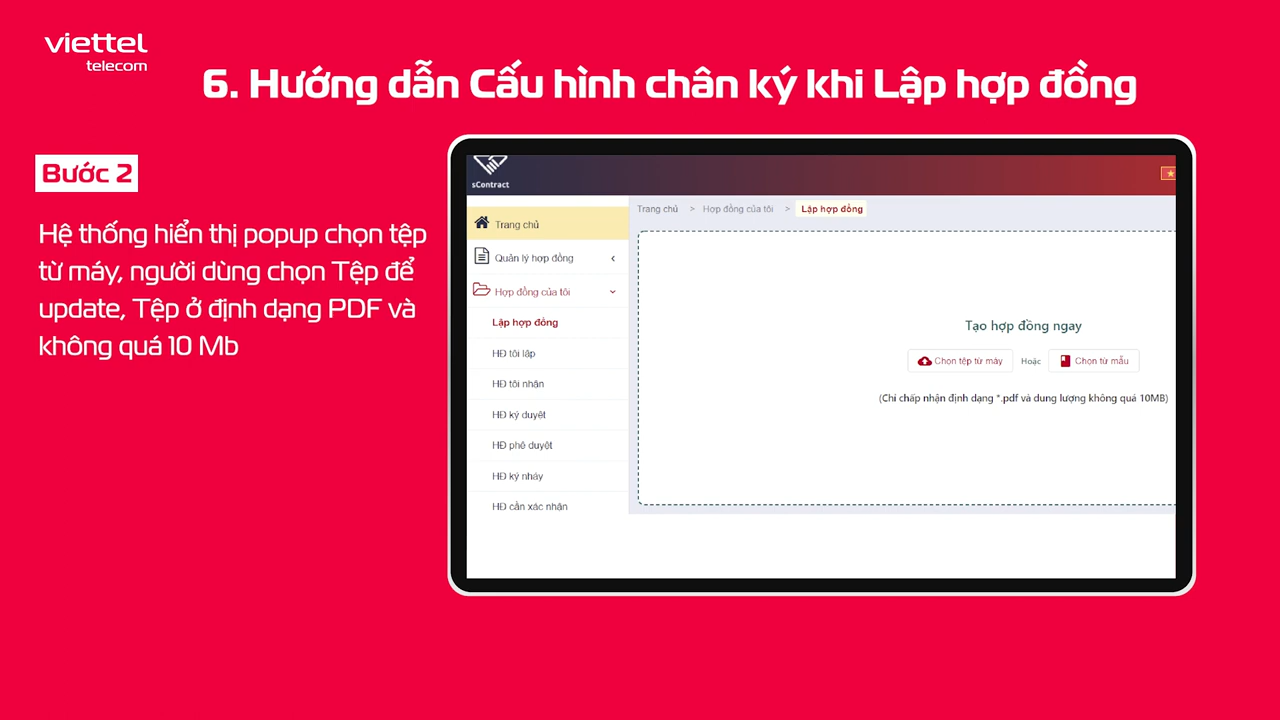 viettel
telecom
6. Hướng dẫn Cấu hình chân ký khi Lập hợp đồng
Bước 2
Hệ thống hiển thị popup chọn tệp
từ máy, người dùng chọn Tệp để
update, Tệp ở định dạng PDF và
không quá 10 Mb
sContract
Trang chủ > Hợp đồng của tôi > Lập hợp đồng
Trang chủ
Quản lý hợp đồng
Hợp đồng của tôi
Lập hợp đồng
HĐ tôi lập
HĐ tôi nhận
HĐ ký duyệt
HĐ phê duyệt
HĐ ký nháy
HĐ cần xác nhận
Tạo hợp đồng ngay
Chọn tệp từ máy Hoặc Chọn từ mẫu
(Chỉ chấp nhận định dạng *.pdf và dung lượng không quá 10MB)